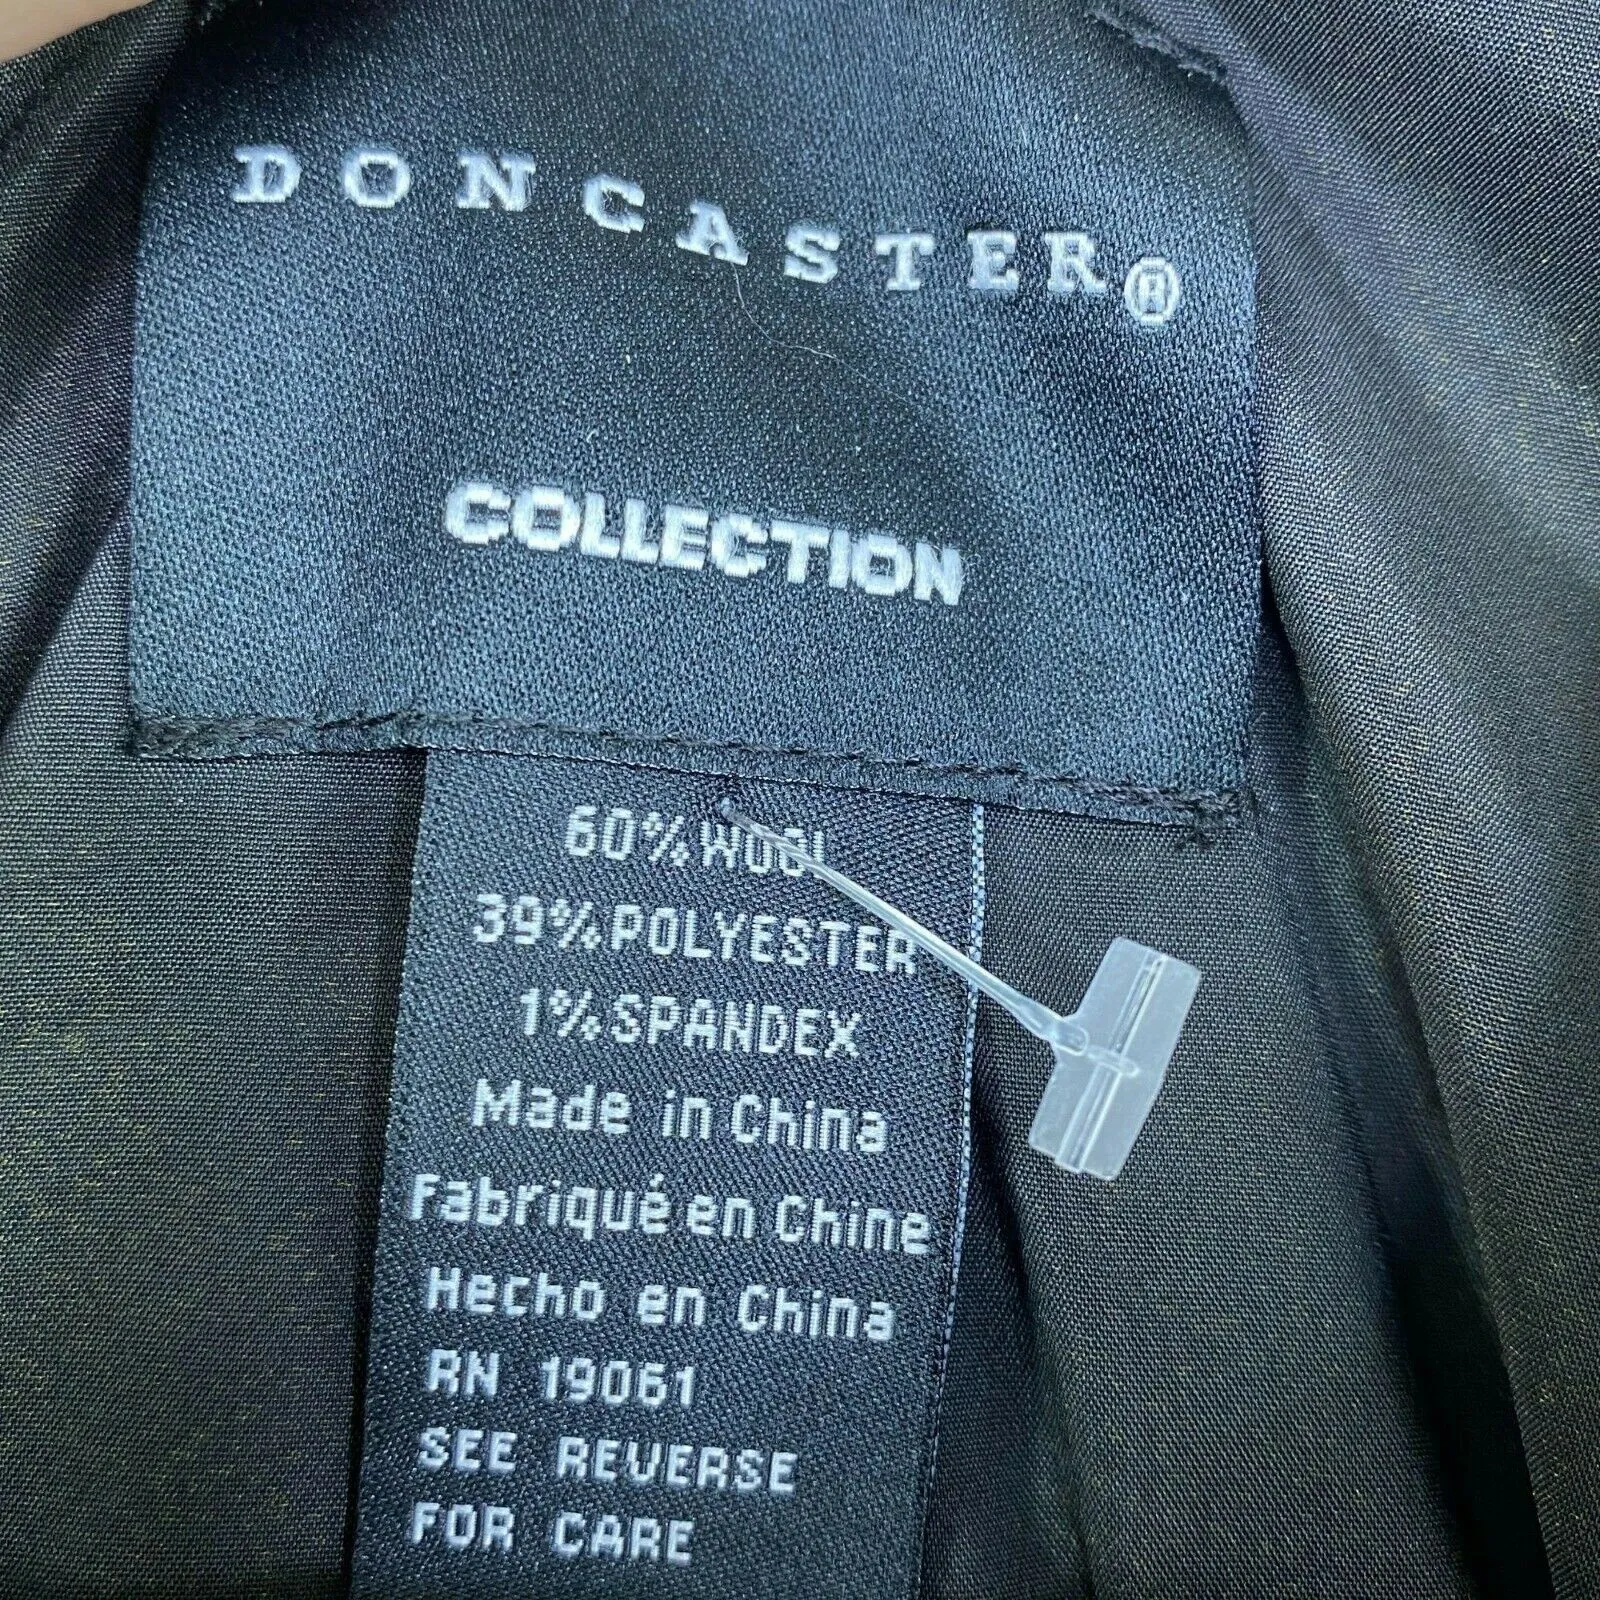 DONCASTER®
COLLECTION
60% WOOL
39% POLYESTER
1% SPANDEX
Made in China
Fabriqué en Chine
Hecho en China
RN 19061
SEE REVERSE
FOR CARE